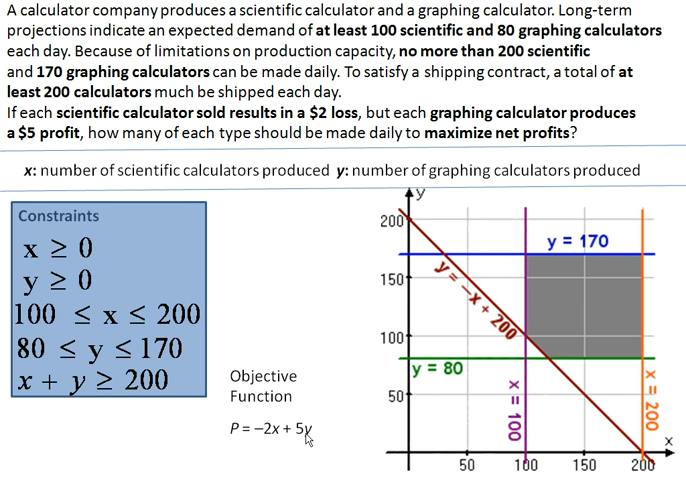 A calculator company produces a scientific calculator and a graphing calculator. Long-term
projections indicate an expected demand of at least 100 scientific and 80 graphing calculators
each day. Because of limitations on production capacity, no more than 200 scientific
and 170 graphing calculators can be made daily. To satisfy a shipping contract, a total of at
least 200 calculators much be shipped each day.
If each scientific calculator sold results in a $2 loss, but each graphing calculator produces
a $5 profit, how many of each type should be made daily to maximize net profits?
x: number of scientific calculators produced y: number of graphing calculators produced
Constraints
x ≥ 0
y ≥ 0
100 ≤ x ≤ 200
80 ≤ y ≤ 170
x + y ≥ 200
Objective
Function
P = −2x + 5y
y
200
y = 170
150
y = −x + 200
100
y = 80
50
x = 100
x = 200
x
50
100
150
200